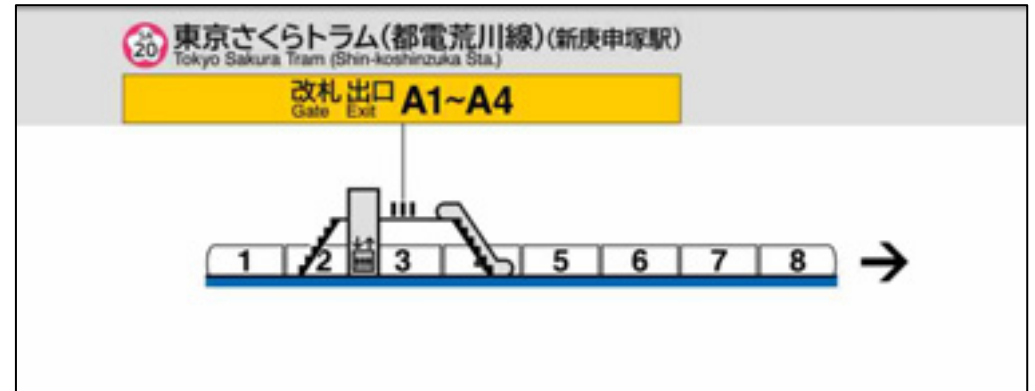 SA 20 東京さくらトラム(都電荒川線)(新庚申塚駅)
Tokyo Sakura Tram (Shin-koshinzuka Sta.)
改札 出口 A1~A4
Gate Exit
1 2 3 4 5 6 7 8 →